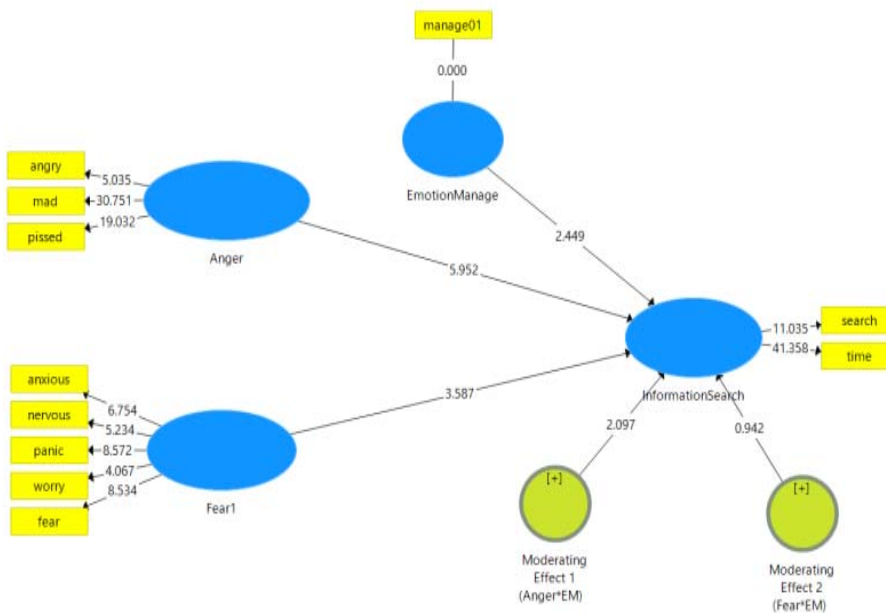 manage01
0.000
EmotionManage
2.449
angry
mad
pissed
5.035
30.751
19.032
Anger
5.952
anxious
nervous
panic
worry
fear
6.754
5.234
8.572
4.067
8.534
Fear1
3.587
InformationSearch
11.035
41.358
search
time
2.097
0.942
[+]
Moderating
Effect 1
(Anger*EM)
[+]
Moderating
Effect 2
(Fear*EM)